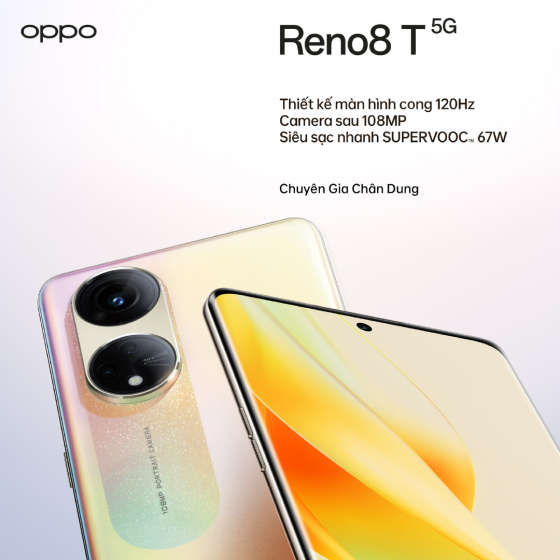 oppo
Reno8 T 5G
Thiết kế màn hình cong 120Hz
Camera sau 108MP
Siêu sạc nhanh SUPERVOOC™ 67W
Chuyên Gia Chân Dung
108MP PORTRAIT CAMERA